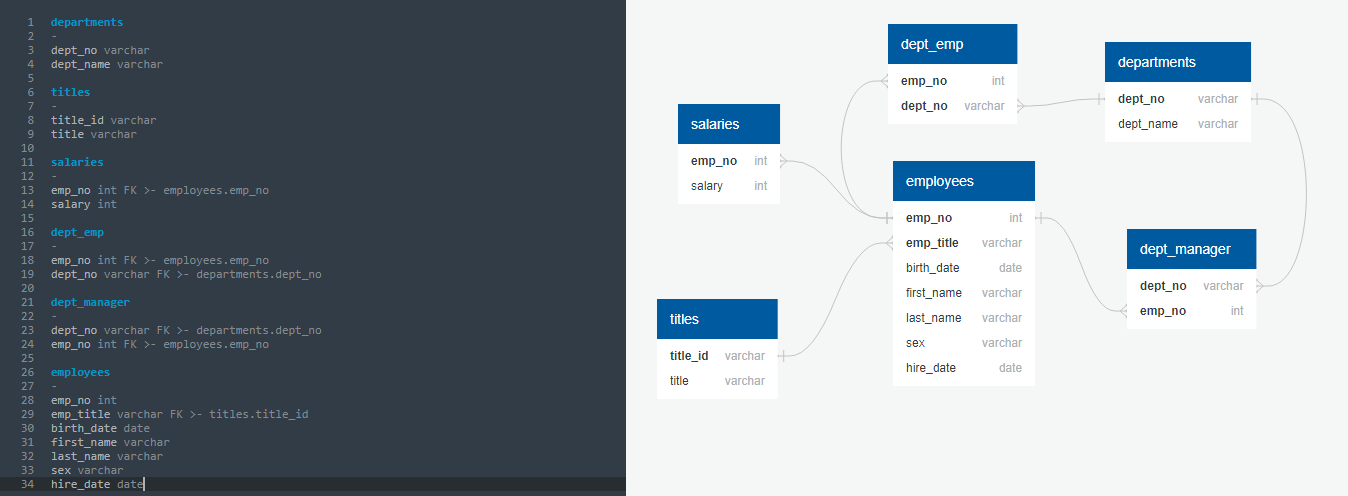 1 departments
2 -
3 dept_no varchar
4 dept_name varchar
5
6 titles
7 -
8 title_id varchar
9 title varchar
10
11 salaries
12 -
13 emp_no int FK >- employees.emp_no
14 salary int
15
16 dept_emp
17 -
18 emp_no int FK >- employees.emp_no
19 dept_no varchar FK >- departments.dept_no
20
21 dept_manager
22 -
23 dept_no varchar FK >- departments.dept_no
24 emp_no int FK >- employees.emp_no
25
26 employees
27 -
28 emp_no int
29 emp_title varchar FK >- titles.title_id
30 birth_date date
31 first_name varchar
32 last_name varchar
33 sex varchar
34 hire_date date
dept_emp
emp_no int
dept_no varchar
departments
dept_no varchar
dept_name varchar
salaries
emp_no int
salary int
employees
emp_no int
emp_title varchar
birth_date date
first_name varchar
last_name varchar
sex varchar
hire_date date
dept_manager
dept_no varchar
emp_no int
titles
title_id varchar
title varchar